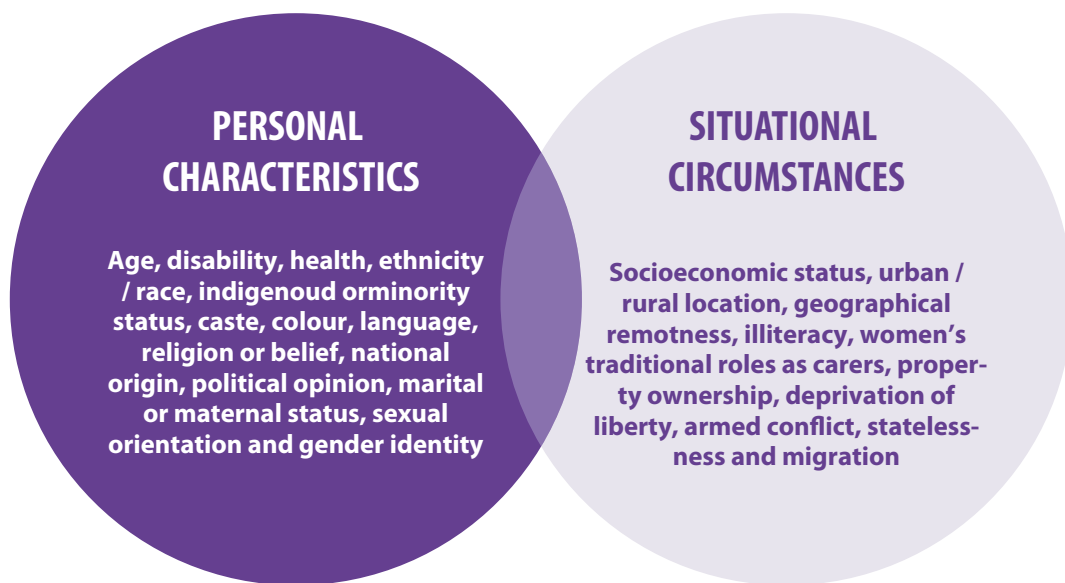 PERSONAL
CHARACTERISTICS
Age, disability, health, ethnicity
/ race, indigenoud orminority
status, caste, colour, language,
religion or belief, national
origin, political opinion, marital
or maternal status, sexual
orientation and gender identity
SITUATIONAL
CIRCUMSTANCES
Socioeconomic status, urban /
rural location, geographical
remotness, illiteracy, women’s
traditional roles as carers, proper-
ty ownership, deprivation of
liberty, armed conflict, stateless-
ness and migration